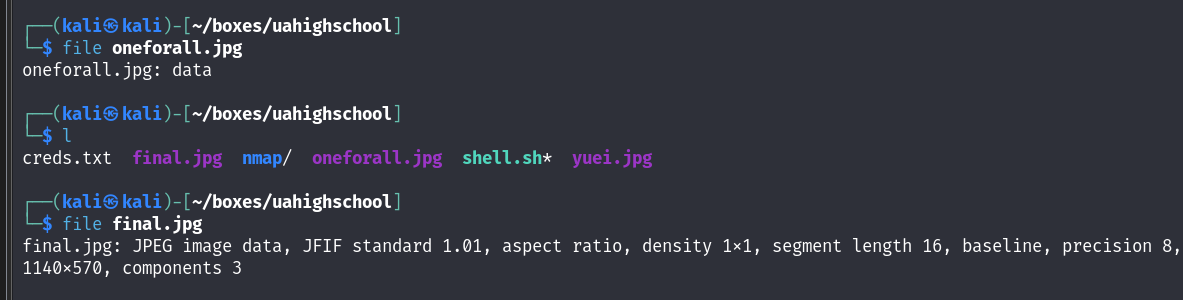 ┌──(kali㉿kali)-[~/boxes/uahighschool]
└─$ file oneforall.jpg
oneforall.jpg: data
┌──(kali㉿kali)-[~/boxes/uahighschool]
└─$ l
creds.txt  final.jpg  nmap/  oneforall.jpg  shell.sh*  yuei.jpg
┌──(kali㉿kali)-[~/boxes/uahighschool]
└─$ file final.jpg
final.jpg: JPEG image data, JFIF standard 1.01, aspect ratio, density 1×1, segment length 16, baseline, precision 8,
1140×570, components 3